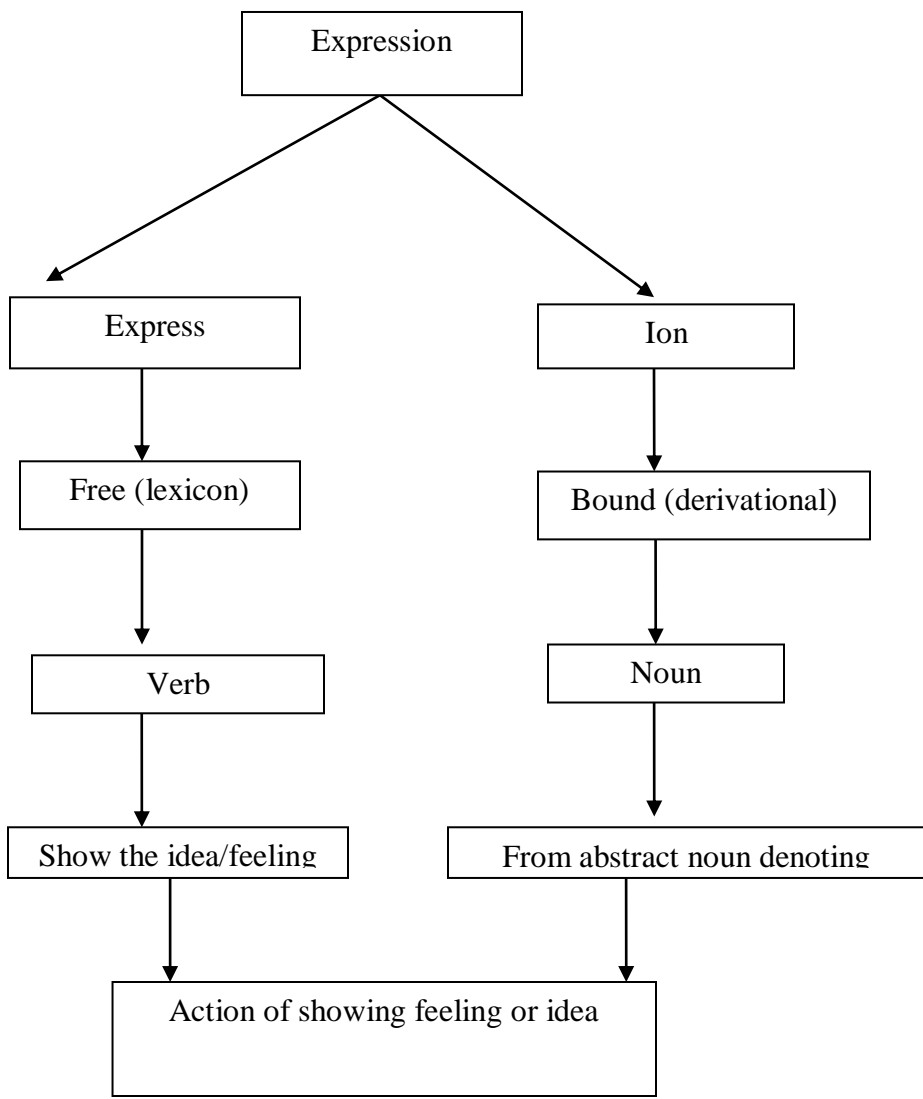 Expression
Express
Ion
Free (lexicon)
Bound (derivational)
Verb
Noun
Show the idea/feeling
From abstract noun denoting
Action of showing feeling or idea